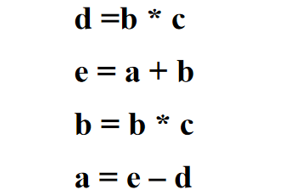 d =b * c
e = a + b
b = b * c
a = e – d